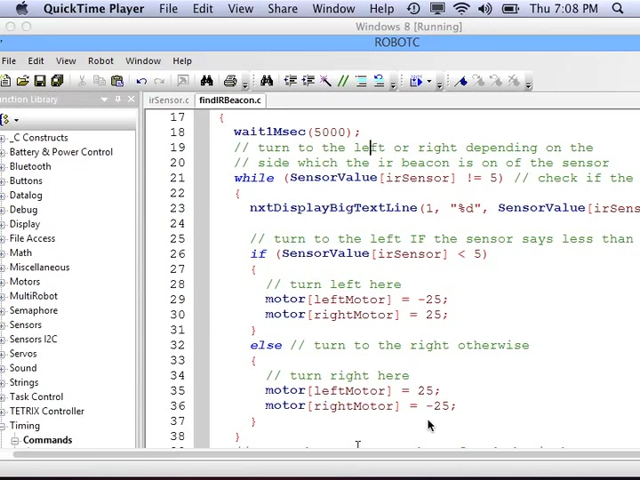 QuickTime Player File Edit View Share Window Help Thu 7:08 PM
Windows 8 [Running]
ROBOTC
File Edit View Robot Window Help
unction Library
irSensor.c findIRBeacon.c
_C Constructs
Battery & Power Control
Bluetooth
Buttons
Datalog
Debug
Display
File Access
Math
Miscellaneous
Motors
MultiRobot
Semaphore
Sensors
Sensors I2C
Servos
Sound
Strings
Task Control
TETRIX Controller
Timing
Commands
17 {
18 wait1Msec(5000);
19 // turn to the left or right depending on the
20 // side which the ir beacon is on of the sensor
21 while (SensorValue[irSensor] != 5) // check if the
22 {
23 nxtDisplayBigTextLine(1, "%d", SensorValue[irSens
24
25 // turn to the left IF the sensor says less than
26 if (SensorValue[irSensor] < 5)
27 {
28 // turn left here
29 motor[leftMotor] = -25;
30 motor[rightMotor] = 25;
31 }
32 else // turn to the right otherwise
33 {
34 // turn right here
35 motor[leftMotor] = 25;
36 motor[rightMotor] = -25;
37 }
38 }